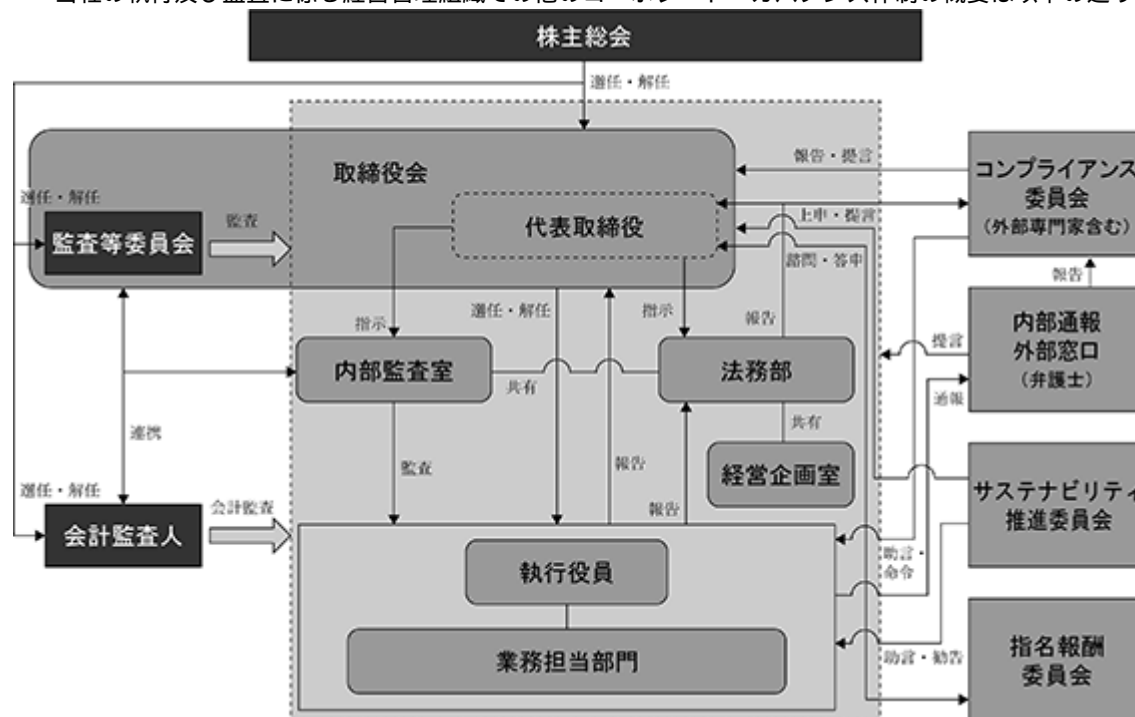 株主総会
選任・解任
取締役会
報告・提言
コンプライアンス
委員会
(外部専門家含む)
選任・解任
監査等委員会
監査
代表取締役
上申・提言
諮問・答申
報告
指示
選任・解任
指示
報告
内部通報
外部窓口
(弁護士)
提言
内部監査室
共有
法務部
通報
連携
共有
監査
報告
経営企画室
報告
選任・解任
会計監査
サステナビリティ
推進委員会
会計監査人
執行役員
助言・
命令
業務担当部門
助言・勧告
指名報酬
委員会